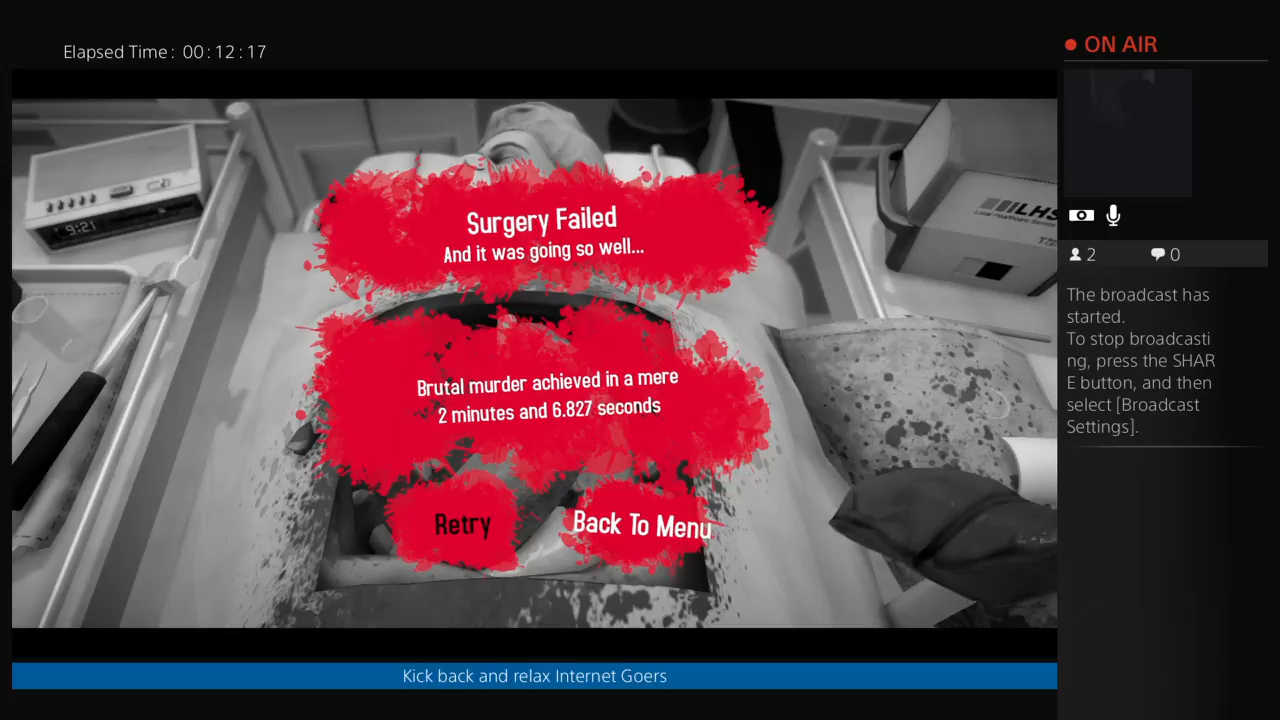 Elapsed Time: 00:12:17
ON AIR
9:21
LHS
2
0
Surgery Failed
And it was going so well...
Brutal murder achieved in a mere
2 minutes and 6.827 seconds
Retry
Back To Menu
The broadcast has
started.
To stop broadcasti
ng, press the SHAR
E button, and then
select [Broadcast
Settings].
Kick back and relax Internet Goers